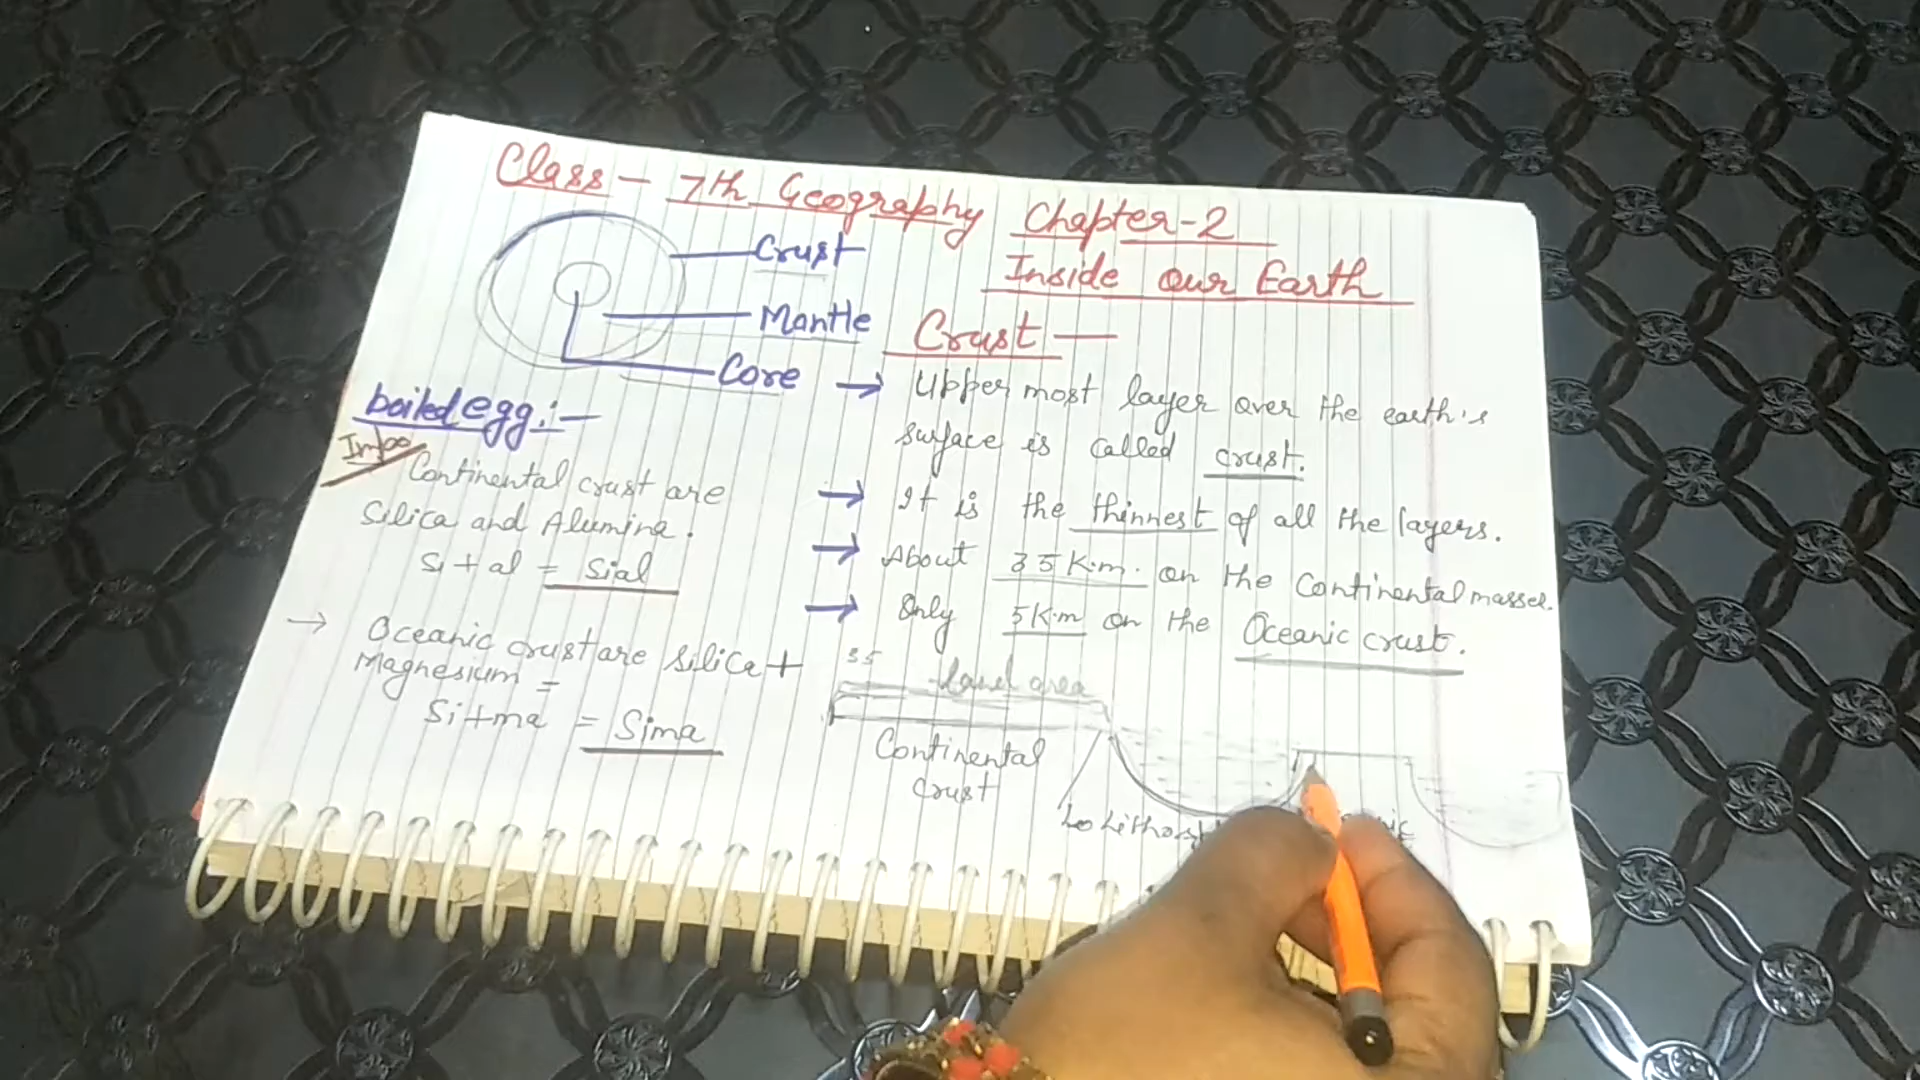 Class - 7th Geography Chapter-2
Inside our Earth
Crust
Mantle
Core
boiled egg :-
Continental crust are
Silica and Alumina.
Si + al = Sial
→ Oceanic crust are Silica +
Magnesium =
Si + ma = Sima
Crust —
→ Upper most layer over the earth's
surface is called crust.
→ It is the thinnest of all the layers.
→ About 35 K.m. on the Continental masses.
→ Only 5 K.m on the Oceanic crust.
35
land area
Continental
Crust